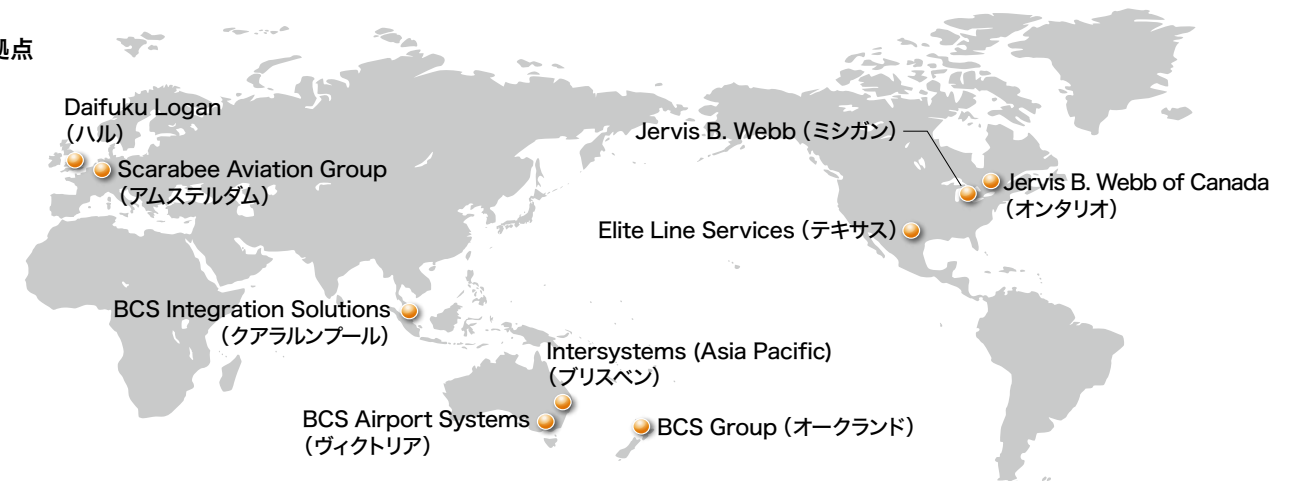 拠点
Daifuku Logan
（ハル）
Scarabee Aviation Group
（アムステルダム）
Jervis B. Webb（ミシガン）
Jervis B. Webb of Canada
（オンタリオ）
Elite Line Services（テキサス）
BCS Integration Solutions
（クアラルンプール）
Intersystems (Asia Pacific)
（ブリスベン）
BCS Airport Systems
（ヴィクトリア）
BCS Group（オークランド）